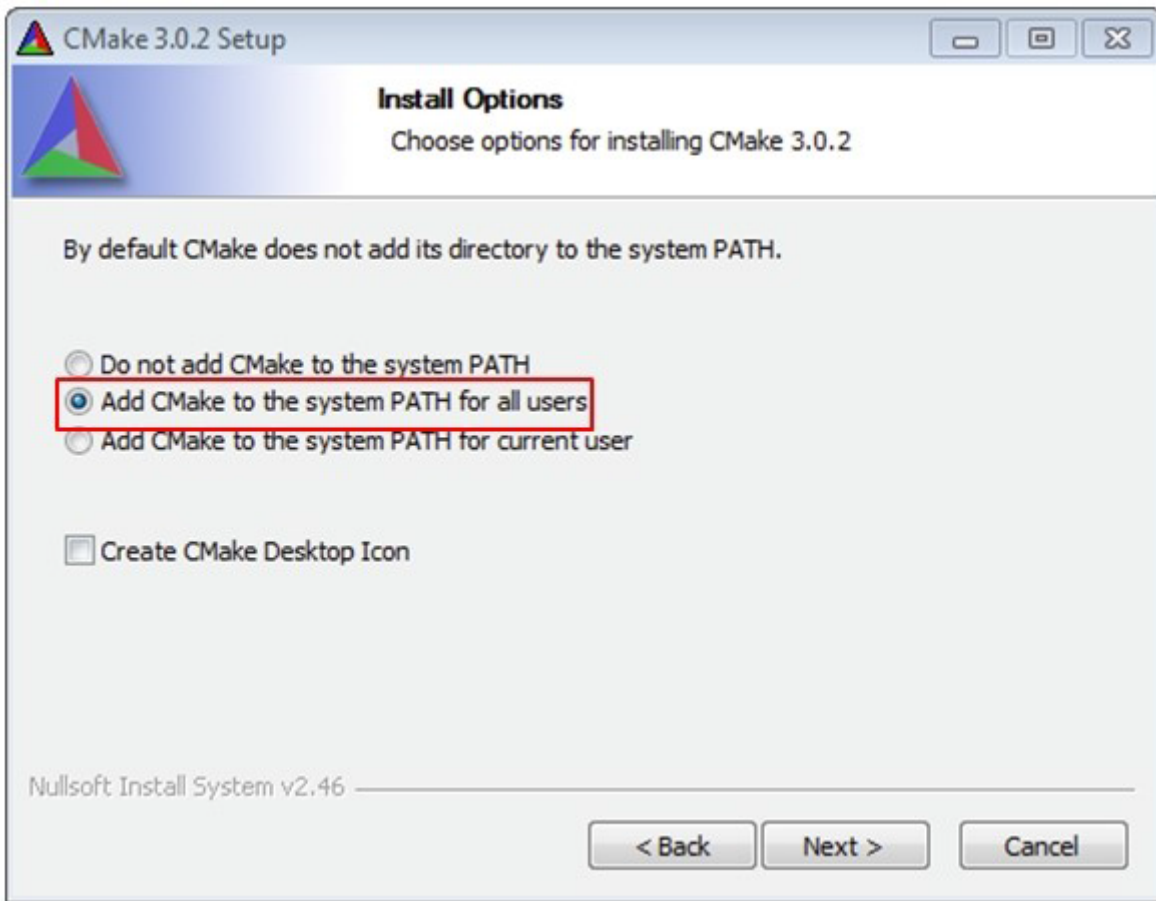 CMake 3.0.2 Setup
Install Options
Choose options for installing CMake 3.0.2
By default CMake does not add its directory to the system PATH.
Do not add CMake to the system PATH
Add CMake to the system PATH for all users
Add CMake to the system PATH for current user
Create CMake Desktop Icon
Nullsoft Install System v2.46
< Back Next > Cancel